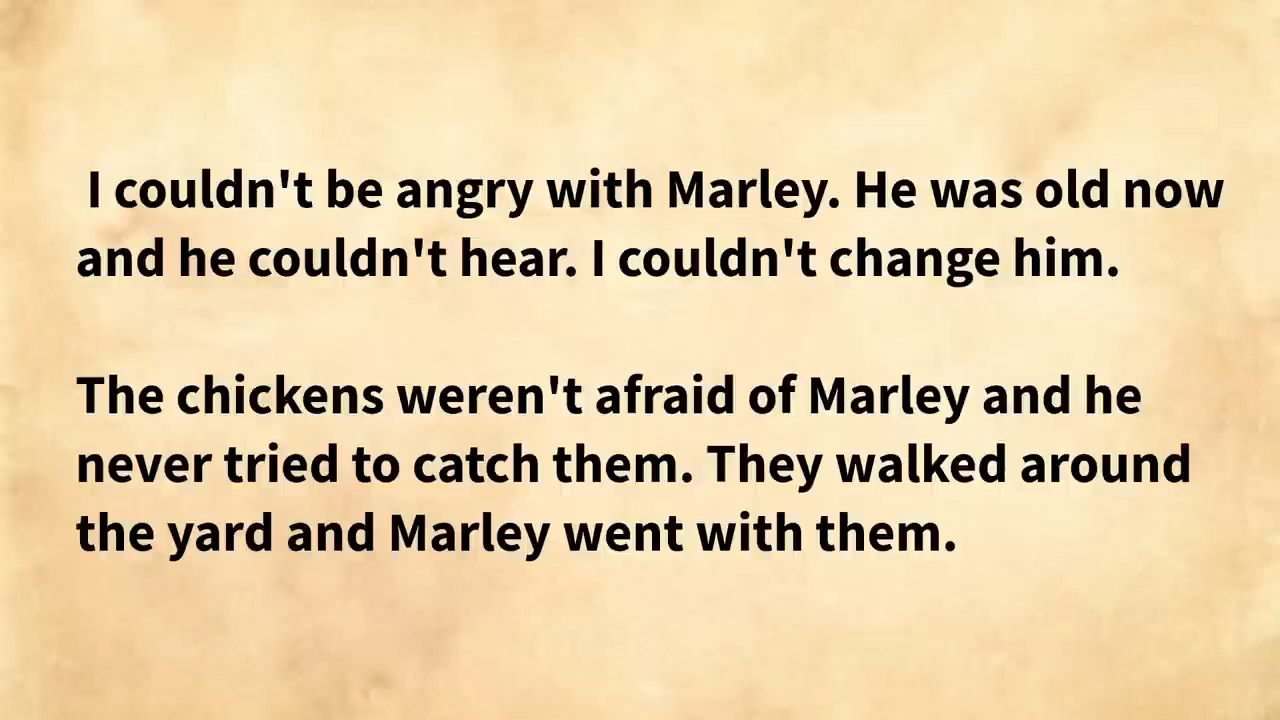 I couldn't be angry with Marley. He was old now
and he couldn't hear. I couldn't change him.
The chickens weren't afraid of Marley and he
never tried to catch them. They walked around
the yard and Marley went with them.